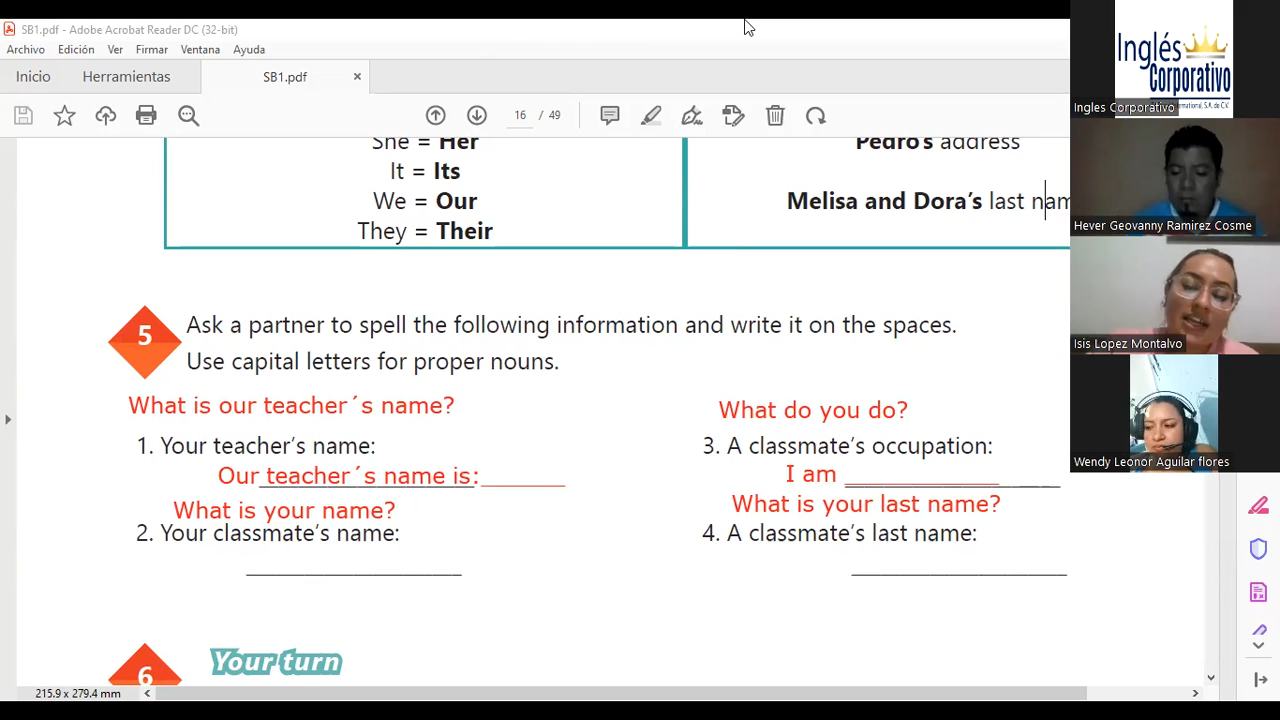 SB1.pdf - Adobe Acrobat Reader DC (32-bit)
Archivo Edición Ver Firmar Ventana Ayuda
Inicio Herramientas SB1.pdf ×
16 / 49
She = Her
It = Its
We = Our
They = Their
Pedro's address
Melisa and Dora's last nam
5
Ask a partner to spell the following information and write it on the spaces.
Use capital letters for proper nouns.
What is our teacher´s name?
1. Your teacher's name:
Our teacher´s name is:
What is your name?
2. Your classmate's name:
What do you do?
3. A classmate's occupation:
I am
What is your last name?
4. A classmate's last name:
6
Your turn
215.9 x 279.4 mm
Inglés
Corporativo
International, S.A. de C.V.
Ingles Corporativo
Hever Geovanny Ramirez Cosme
Isis Lopez Montalvo
Wendy Leonor Aguilar flores